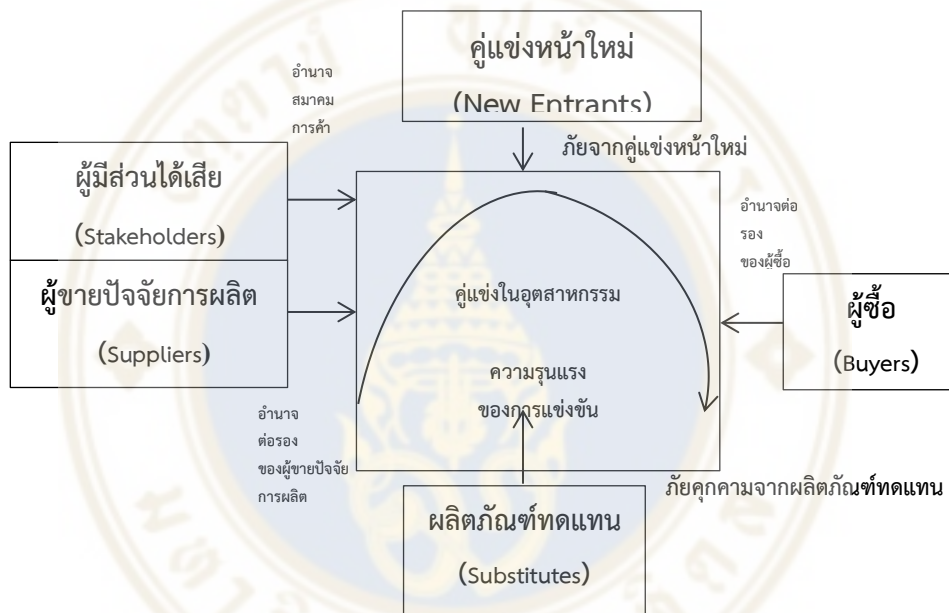 คู่แข่งหน้าใหม่
(New Entrants)
อำนาจ
สมาคม
การค้า
ภัยจากคู่แข่งหน้าใหม่
ผู้มีส่วนได้เสีย
(Stakeholders)
อำนาจต่อ
รอง
ของผู้ซื้อ
ผู้ขายปัจจัยการผลิต
(Suppliers)
คู่แข่งในอุตสาหกรรม
ผู้ซื้อ
(Buyers)
ความรุนแรง
ของการแข่งขัน
อำนาจ
ต่อรอง
ของผู้ขายปัจจัย
การผลิต
ภัยคุกคามจากผลิตภัณฑ์ทดแทน
ผลิตภัณฑ์ทดแทน
(Substitutes)